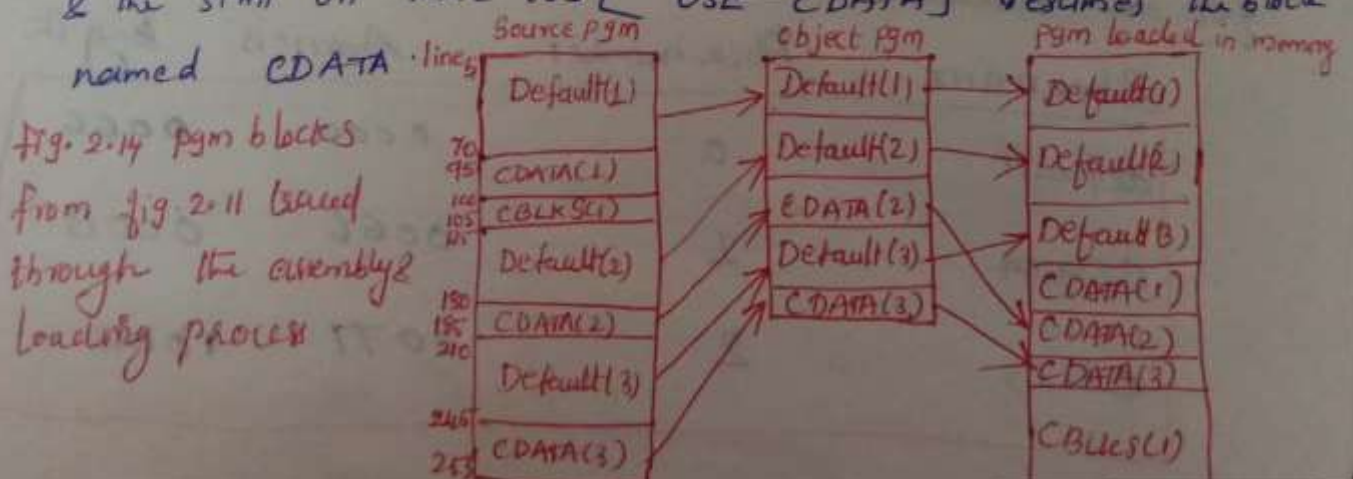 named CDATA.
Source pgm
Object pgm
pgm loaded in memory
lines
5
Default(1)
70
95
CDATA(1)
100
105
CBLKS(1)
Default(2)
180
185
CDATA(2)
210
Default(3)
245
253
CDATA(3)
Default(1)
Default(2)
CDATA(2)
Default(3)
CDATA(3)
Default(1)
Default(2)
Default(3)
CDATA(1)
CDATA(2)
CDATA(3)
CBLKS(1)
fig. 2.14 pgm blocks
from fig 2.11 traced
through the assembly &
loading process